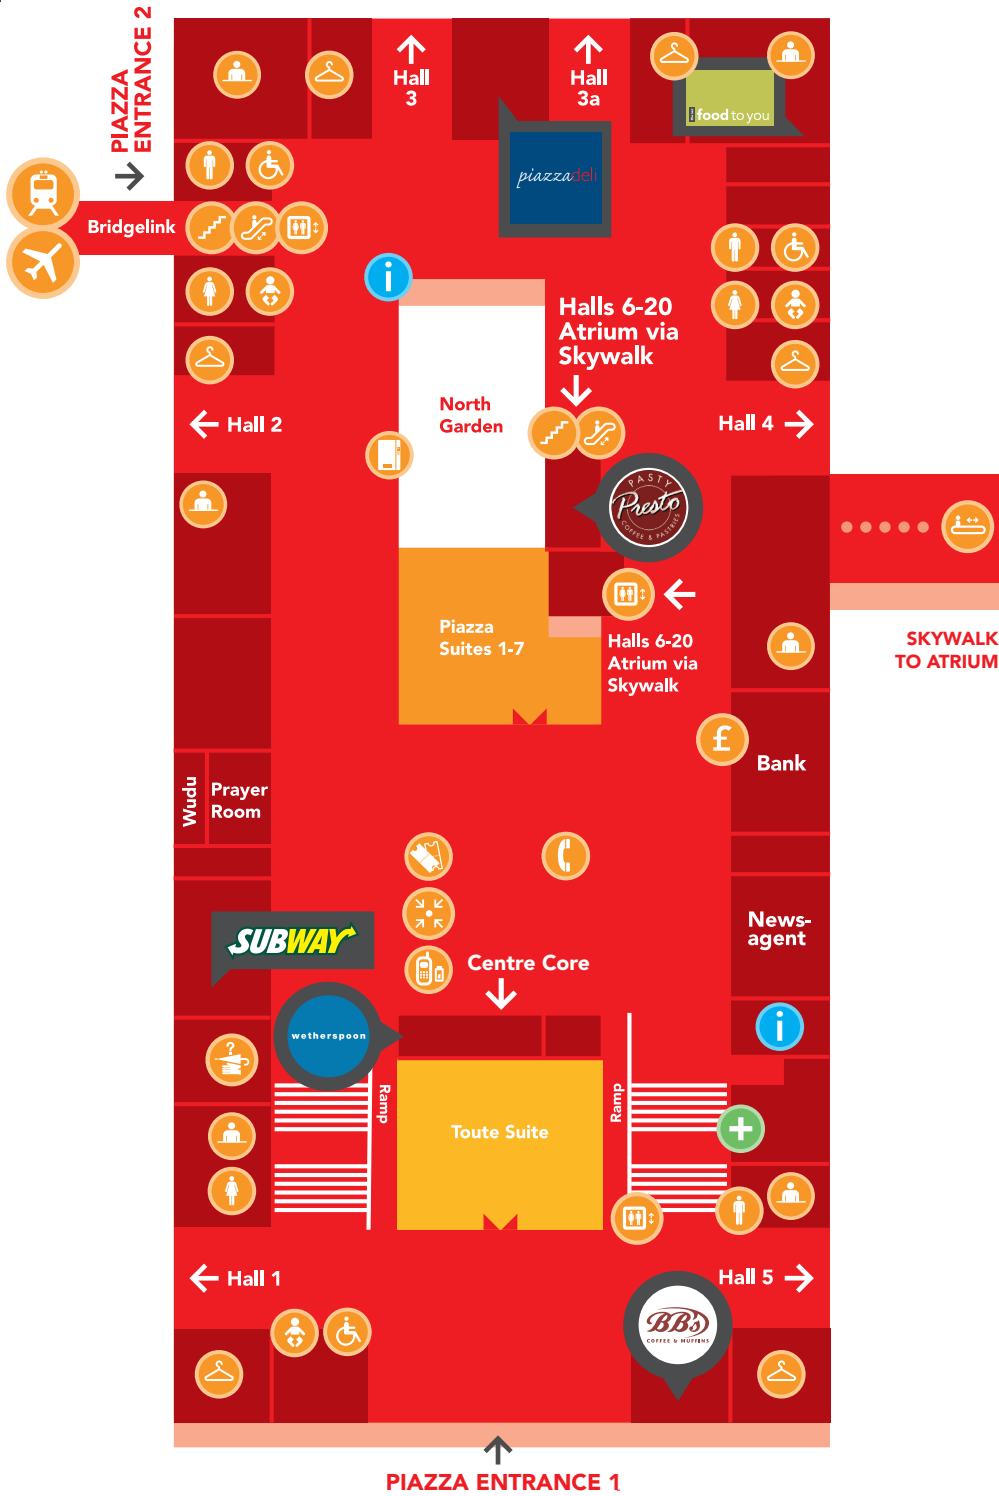 PIAZZA
ENTRANCE 2
Hall
3
Hall
3a
food to you
piazzadeli
Bridgelink
i
Halls 6-20
Atrium via
Skywalk
North
Garden
Hall 2
Hall 4
PASTY
Presto
COFFEE & PASTRIES
Piazza
Suites 1-7
Halls 6-20
Atrium via
Skywalk
SKYWALK
TO ATRIUM
£
Bank
Wudu
Prayer
Room
News-
agent
SUBWAY
Centre Core
wetherspoon
i
?
Ramp
Ramp
Toute Suite
Hall 1
Hall 5
BB's
COFFEE & MUFFINS
PIAZZA ENTRANCE 1